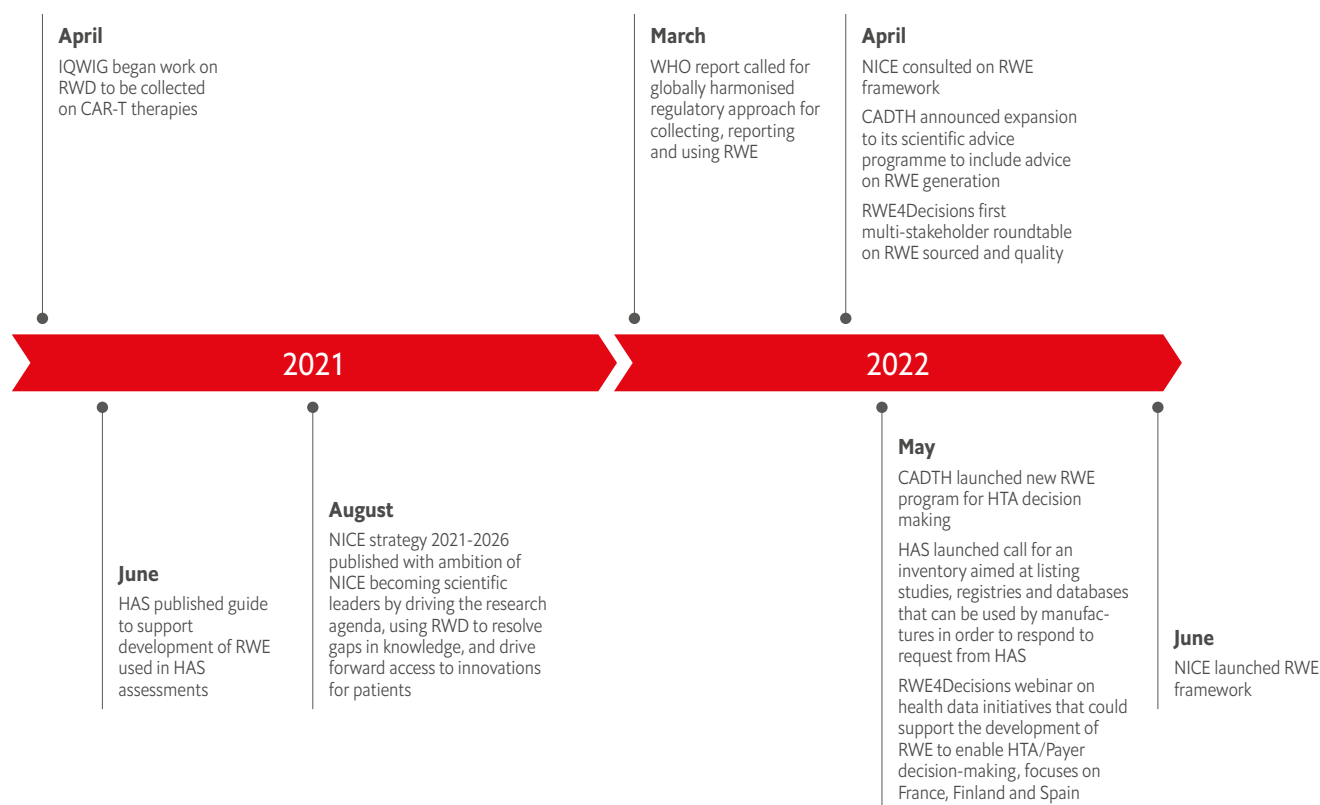 April
IQWIG began work on
RWD to be collected
on CAR-T therapies
March
WHO report called for
globally harmonised
regulatory approach for
collecting, reporting
and using RWE
April
NICE consulted on RWE
framework
CADTH announced expansion
to its scientific advice
programme to include advice
on RWE generation
RWE4Decisions first
multi-stakeholder roundtable
on RWE sourced and quality
2021
2022
June
HAS published guide
to support
development of RWE
used in HAS
assessments
August
NICE strategy 2021-2026
published with ambition of
NICE becoming scientific
leaders by driving the research
agenda, using RWD to resolve
gaps in knowledge, and drive
forward access to innovations
for patients
May
CADTH launched new RWE
program for HTA decision
making
HAS launched call for an
inventory aimed at listing
studies, registries and databases
that can be used by manufac-
tures in order to respond to
request from HAS
RWE4Decisions webinar on
health data initiatives that could
support the development of
RWE to enable HTA/Payer
decision-making, focuses on
France, Finland and Spain
June
NICE launched RWE
framework